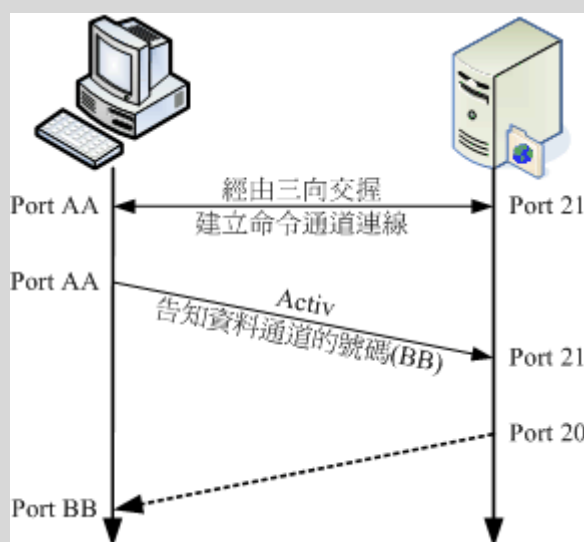 經由三向交握
Port AA
Port 21
建立命令通道連線
Port AA
Activ
告知資料通道的號碼(BB)
Port 21
Port 20
Port BB